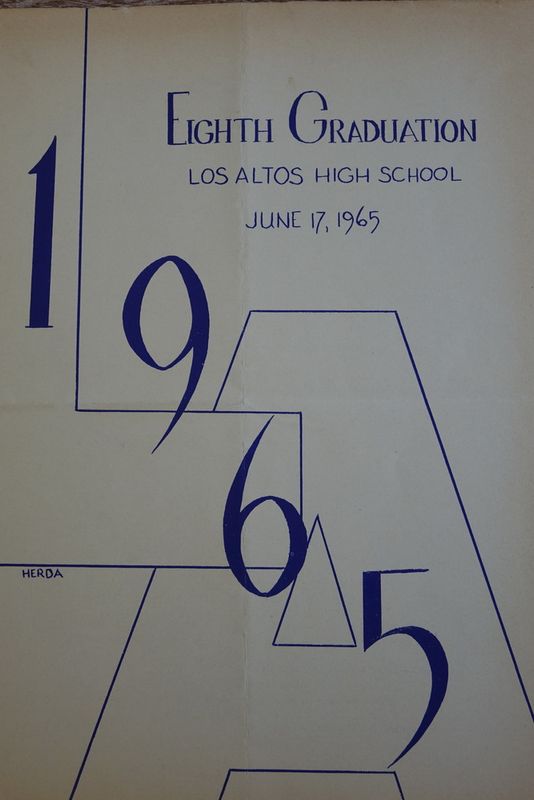 EIGHTH GRADUATION
LOS ALTOS HIGH SCHOOL
JUNE 17, 1965
1
9
6
5
HERDA